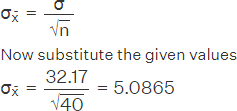 σx̄ = σ / √n
Now substitute the given values
σx̄ = 32.17 / √40 = 5.0865